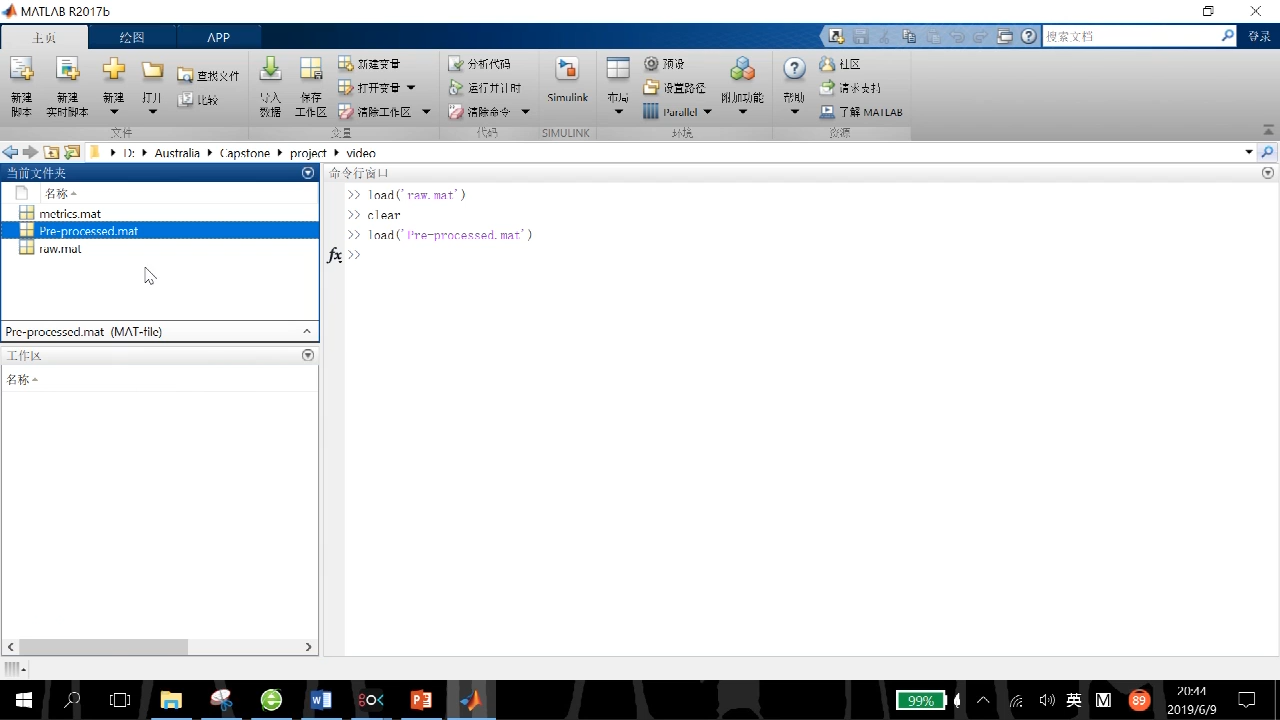 MATLAB R2017b
主页 绘图 APP 搜索文档 登录
新建脚本 新建实时脚本 新建 打开 查找文件 比较
导入数据 保存工作区 新建变量 打开变量 清除工作区
分析代码 运行并计时 清除命令
Simulink
布局 预设 设置路径 Parallel
附加功能 帮助 社区 请求支持 了解 MATLAB
文件 变量 代码 SIMULINK 环境 资源
D: Australia Capstone project video
当前文件夹
名称
metrics.mat
Pre-processed.mat
raw.mat
Pre-processed.mat (MAT-file)
工作区
名称
命令行窗口
>> load('raw.mat')
>> clear
>> load('Pre-processed.mat')
fx >>
99% 英 M 89 20:44
2019/6/9